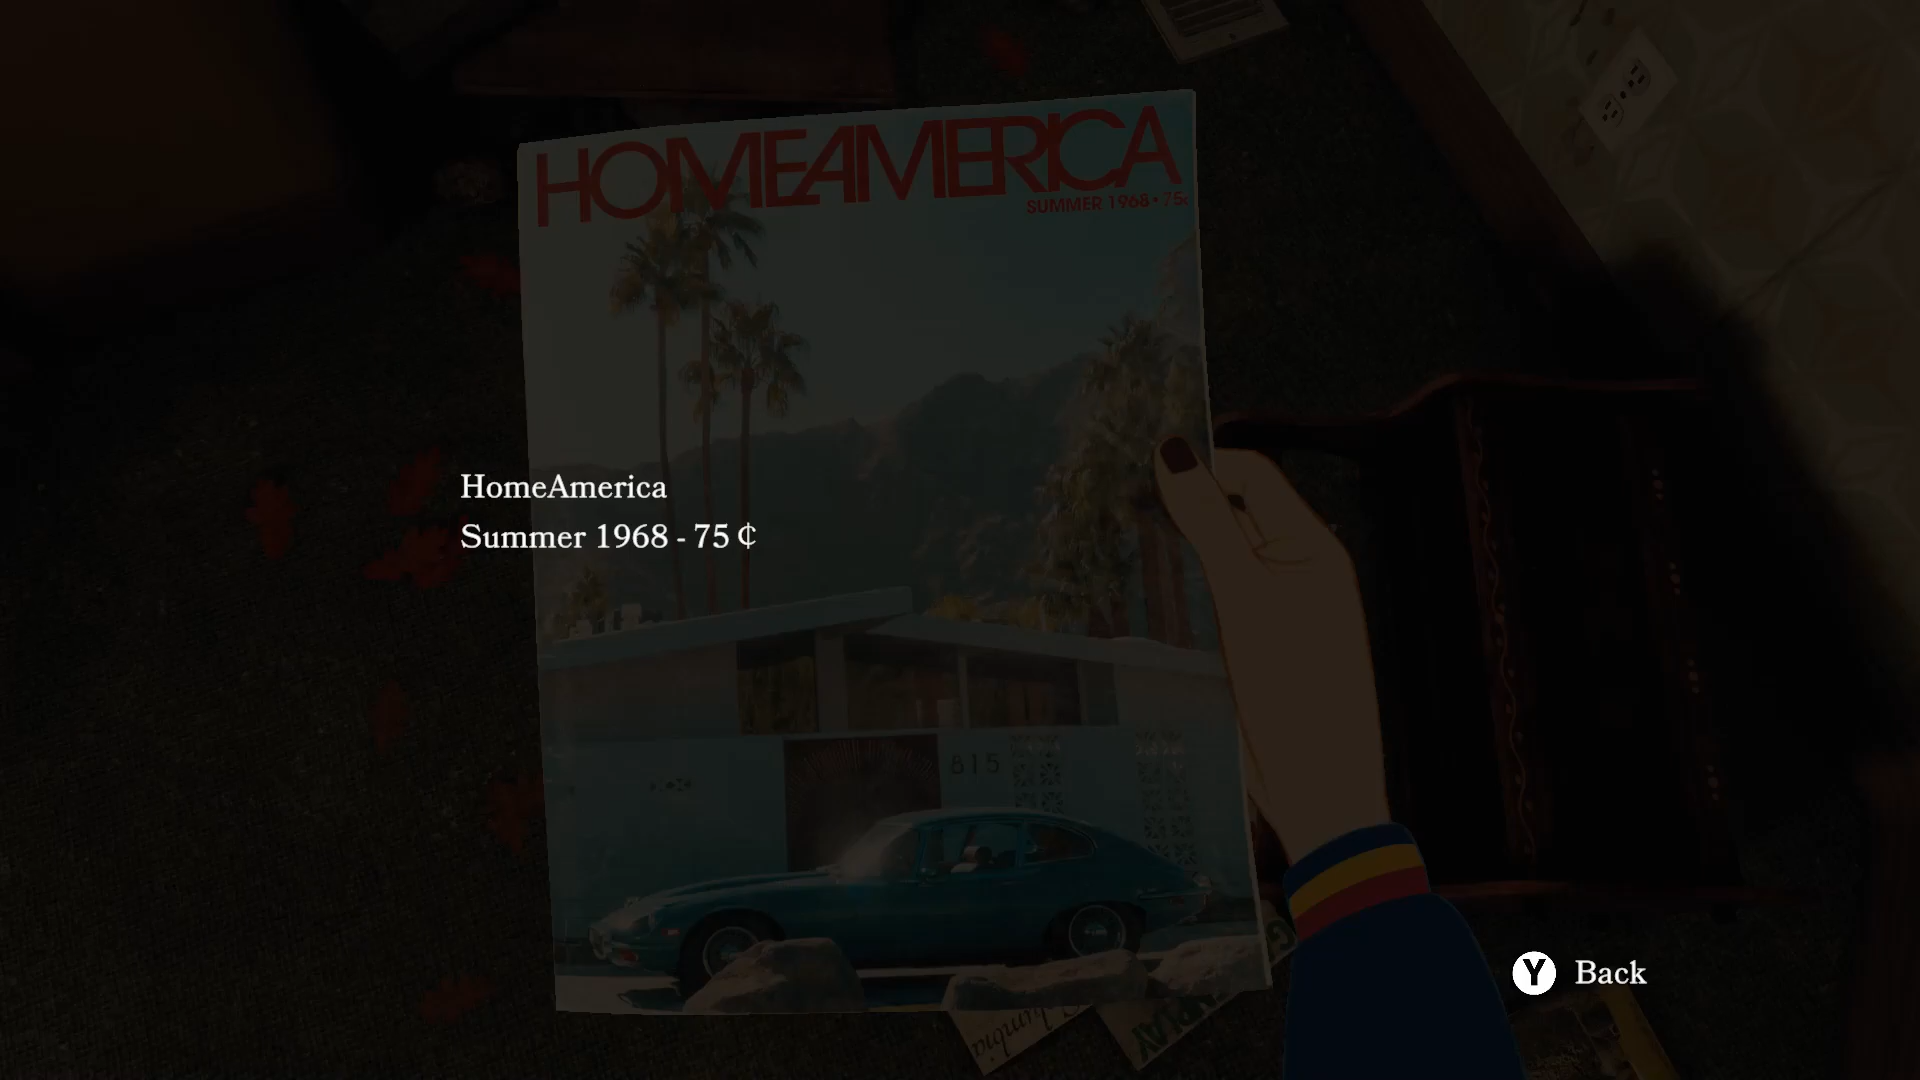 HOMEAMERICA
SUMMER 1968 • 75¢
HomeAmerica
Summer 1968 - 75 ¢
815
Y Back